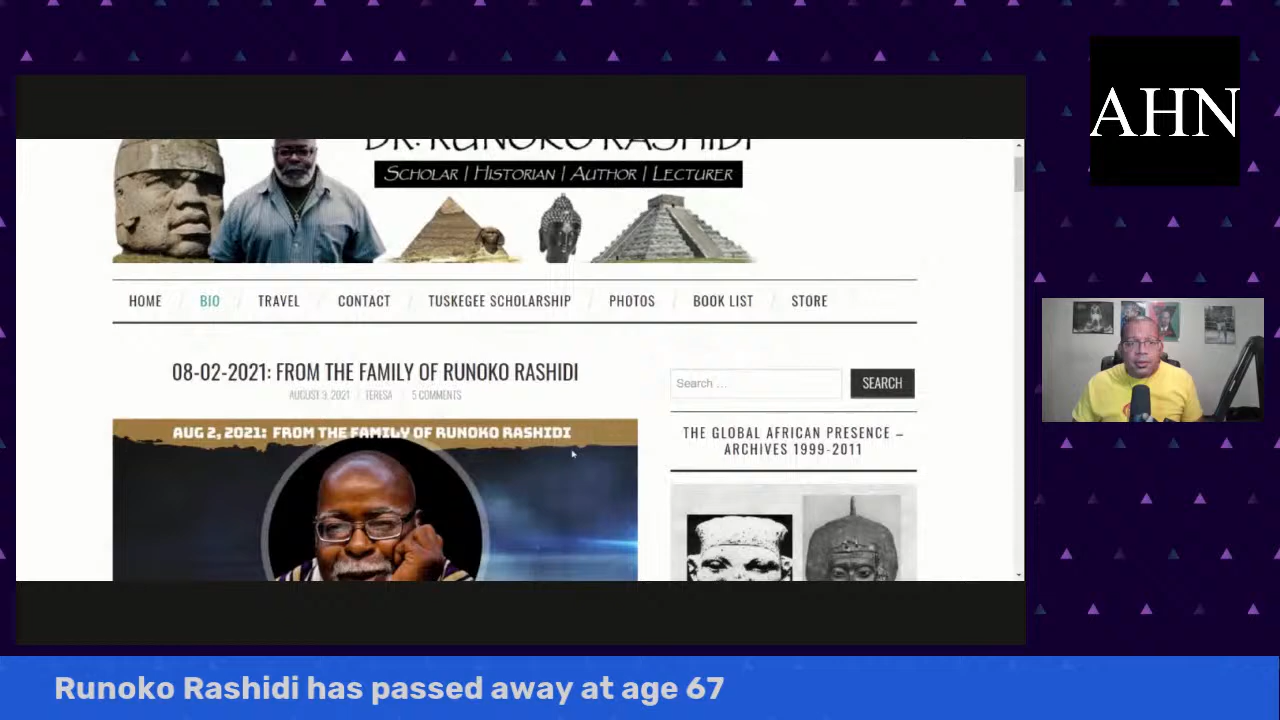 AHN
DR. RUNOKO RASHIDI
SCHOLAR | HISTORIAN | AUTHOR | LECTURER
HOME / BIO / TRAVEL / CONTACT / TUSKEGEE SCHOLARSHIP / PHOTOS / BOOK LIST / STORE
08-02-2021: FROM THE FAMILY OF RUNOKO RASHIDI
AUGUST 3, 2021 / TERESA / 5 COMMENTS
AUG 2, 2021: FROM THE FAMILY OF RUNOKO RASHIDI
Search …
SEARCH
THE GLOBAL AFRICAN PRESENCE –
ARCHIVES 1999-2011
Runoko Rashidi has passed away at age 67